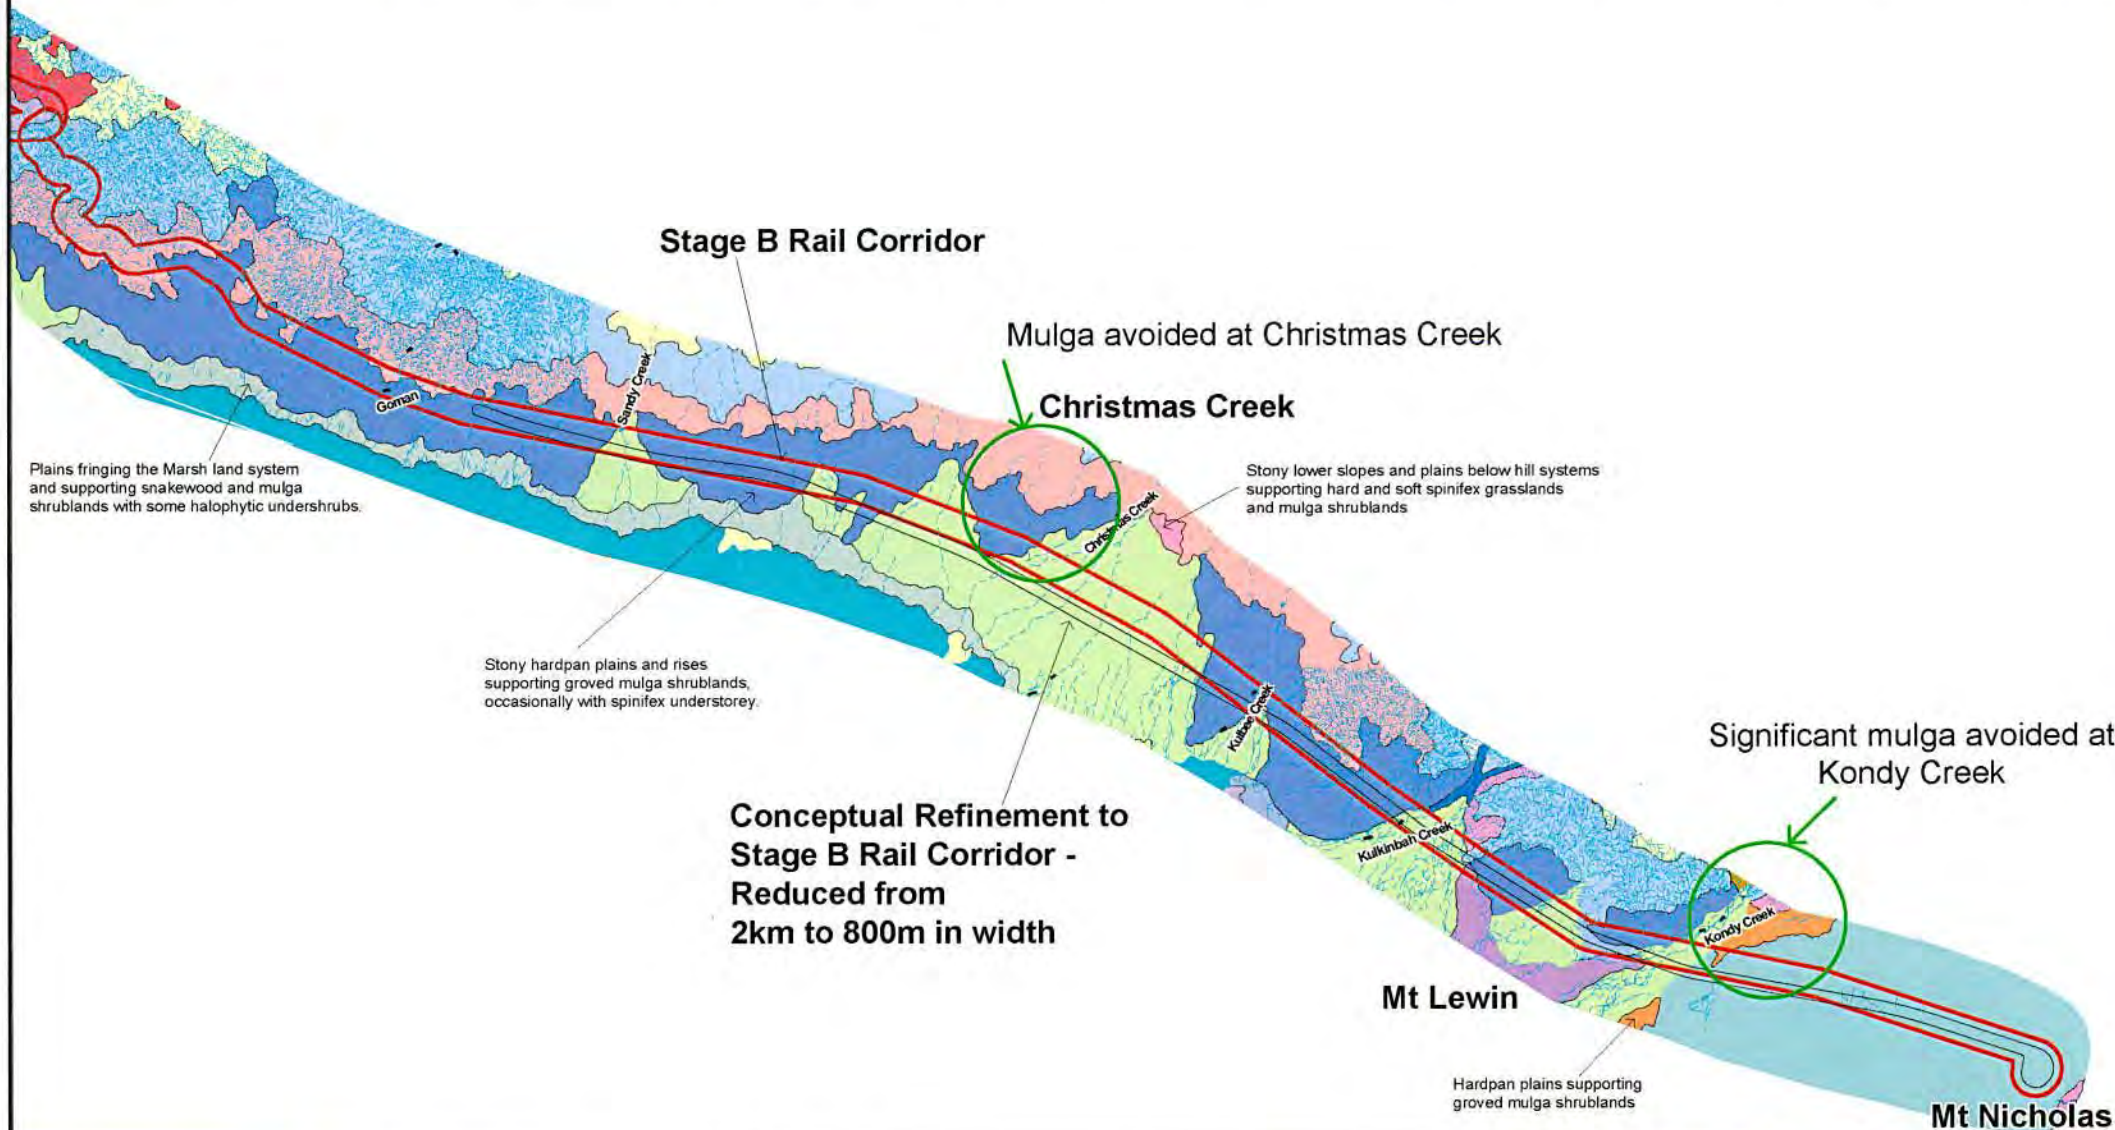 Stage B Rail Corridor
Mulga avoided at Christmas Creek
Christmas Creek
Sandy Creek
Goman
Plains fringing the Marsh land system
and supporting snakewood and mulga
shrublands with some halophytic undershrubs.
Stony lower slopes and plains below hill systems
supporting hard and soft spinifex grasslands
and mulga shrublands
Christmas Creek
Stony hardpan plains and rises
supporting groved mulga shrublands,
occasionally with spinifex understorey.
Kulbee Creek
Significant mulga avoided at
Kondy Creek
Conceptual Refinement to
Stage B Rail Corridor -
Reduced from
2km to 800m in width
Kulkinbah Creek
Kondy Creek
Mt Lewin
Hardpan plains supporting
groved mulga shrublands
Mt Nicholas